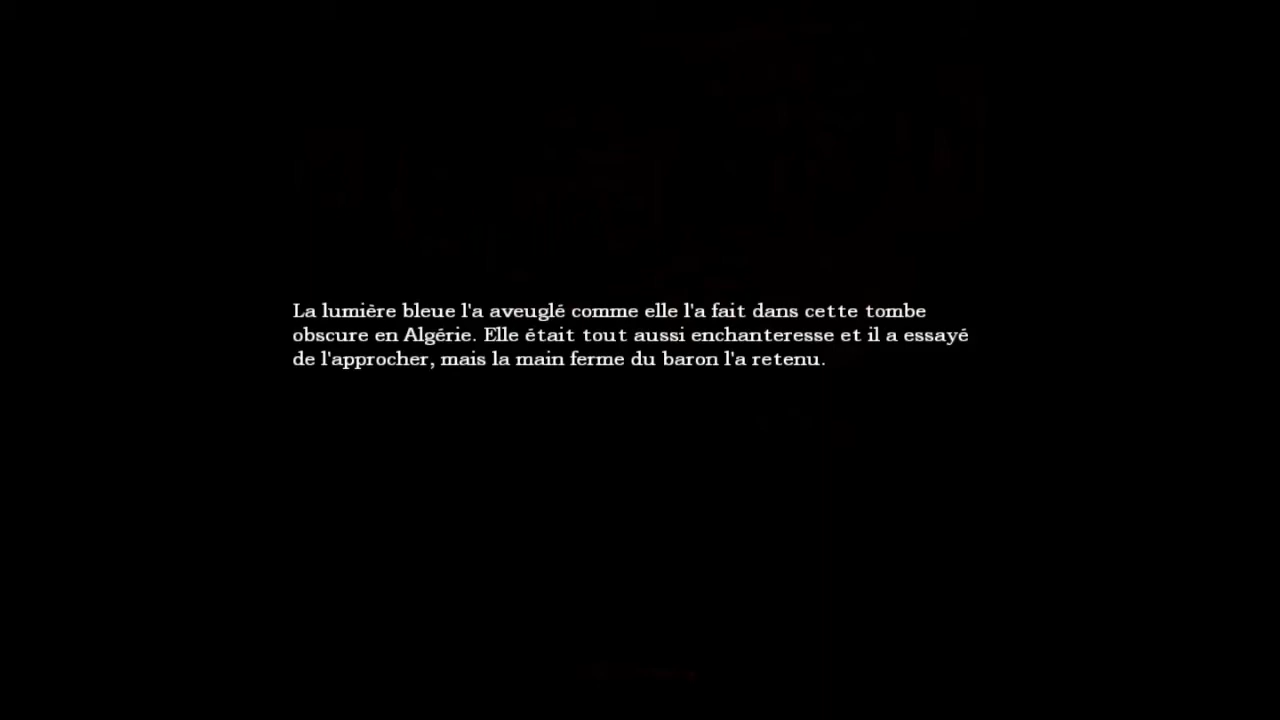 La lumière bleue l'a aveuglé comme elle l'a fait dans cette tombe
obscure en Algérie. Elle était tout aussi enchanteresse et il a essayé
de l'approcher, mais la main ferme du baron l'a retenu.